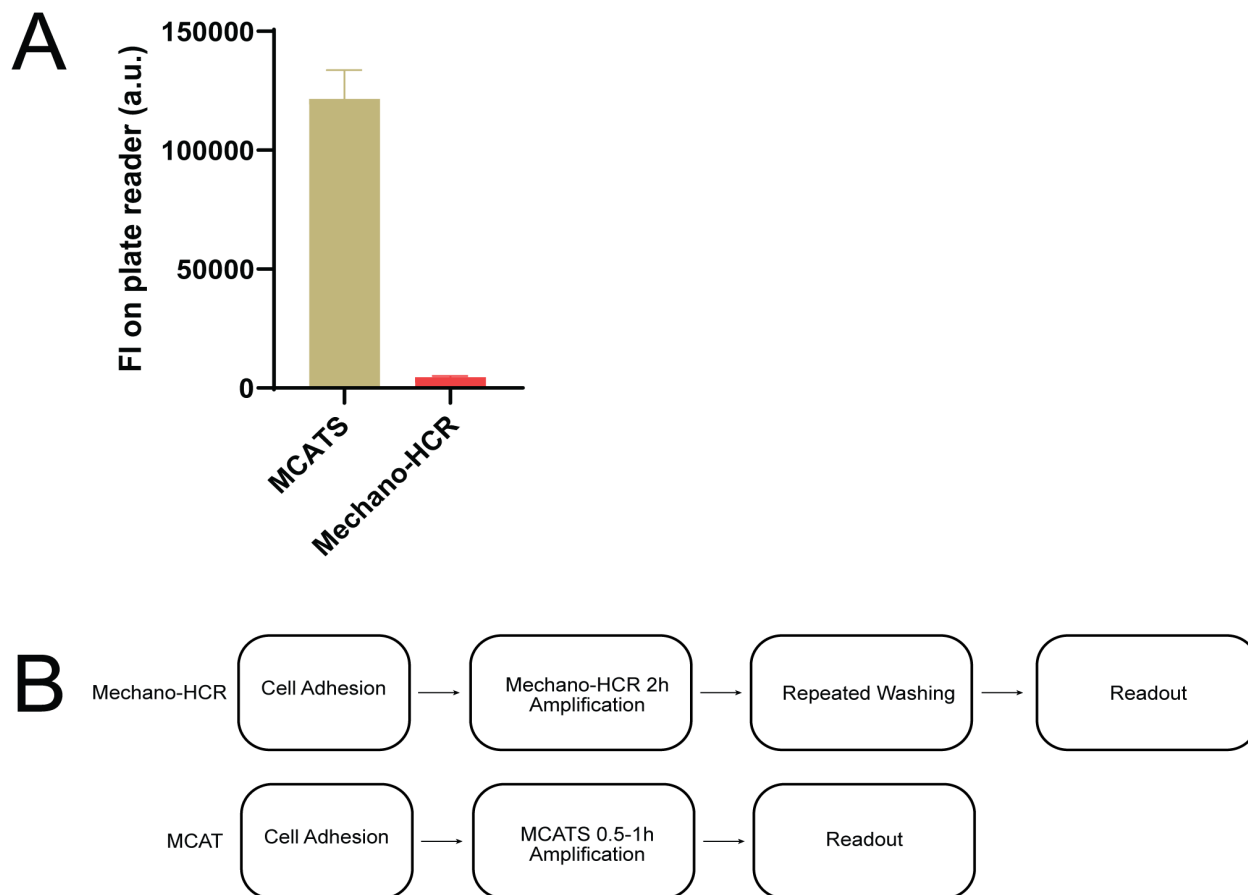 A
FI on plate reader (a.u.)
150000
100000
50000
0
MCATS
Mechano-HCR
B
Mechano-HCR
Cell Adhesion
Mechano-HCR 2h
Amplification
Repeated Washing
Readout
MCAT
Cell Adhesion
MCATS 0.5-1h
Amplification
Readout